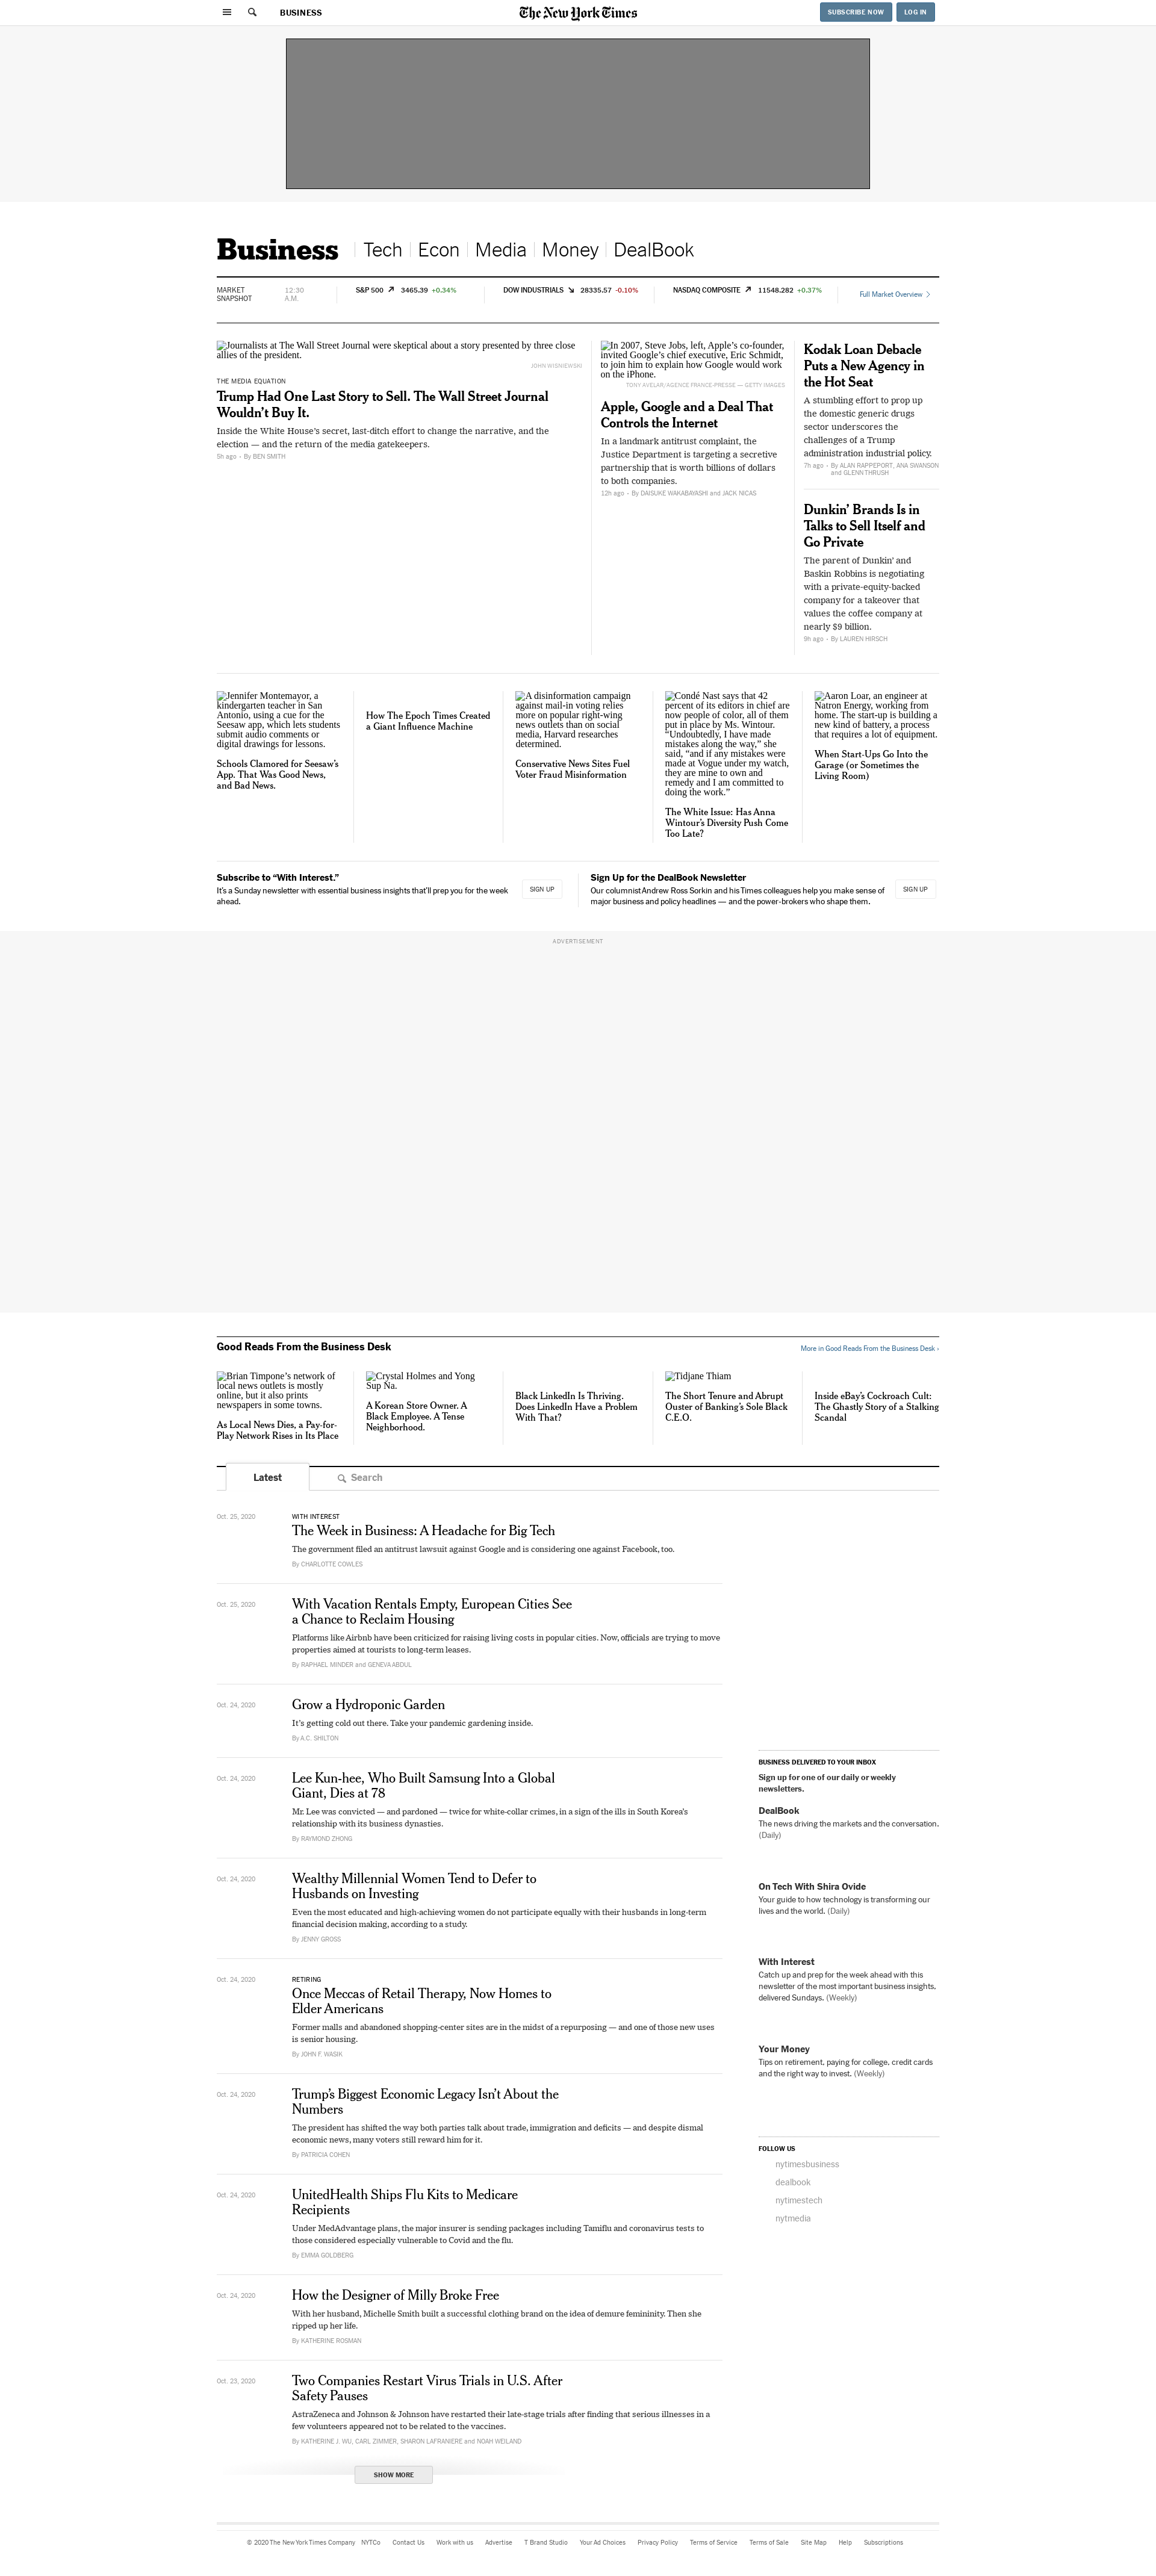 BUSINESS
The New York Times
SUBSCRIBE NOW
LOG IN
Business
Tech
Econ
Media
Money
DealBook
MARKET
SNAPSHOT
12:30
A.M.
S&P 500 3465.39 +0.34%
DOW INDUSTRIALS 28335.57 -0.10%
NASDAQ COMPOSITE 11548.282 +0.37%
Full Market Overview
Journalists at The Wall Street Journal were skeptical about a story presented by three close
allies of the president.
JOHN WISNIEWSKI
THE MEDIA EQUATION
Trump Had One Last Story to Sell. The Wall Street Journal
Wouldn’t Buy It.
Inside the White House’s secret, last-ditch effort to change the narrative, and the
election — and the return of the media gatekeepers.
5h ago • By BEN SMITH
In 2007, Steve Jobs, left, Apple’s co-founder,
invited Google’s chief executive, Eric Schmidt,
to join him to explain how Google would work
on the iPhone.
TONY AVELAR/AGENCE FRANCE-PRESSE — GETTY IMAGES
Apple, Google and a Deal That
Controls the Internet
In a landmark antitrust complaint, the
Justice Department is targeting a secretive
partnership that is worth billions of dollars
to both companies.
12h ago • By DAISUKE WAKABAYASHI and JACK NICAS
Kodak Loan Debacle
Puts a New Agency in
the Hot Seat
A stumbling effort to prop up
the domestic generic drugs
sector underscores the
challenges of a Trump
administration industrial policy.
7h ago • By ALAN RAPPEPORT, ANA SWANSON
and GLENN THRUSH
Dunkin’ Brands Is in
Talks to Sell Itself and
Go Private
The parent of Dunkin’ and
Baskin Robbins is negotiating
with a private-equity-backed
company for a takeover that
values the coffee company at
nearly $9 billion.
9h ago • By LAUREN HIRSCH
Jennifer Montemayor, a
kindergarten teacher in San
Antonio, using a cue for the
Seesaw app, which lets students
submit audio comments or
digital drawings for lessons.
Schools Clamored for Seesaw’s
App. That Was Good News,
and Bad News.
How The Epoch Times Created
a Giant Influence Machine
A disinformation campaign
against mail-in voting relies
more on popular right-wing
news outlets than on social
media, Harvard researches
determined.
Conservative News Sites Fuel
Voter Fraud Misinformation
Condé Nast says that 42
percent of its editors in chief are
now people of color, all of them
put in place by Ms. Wintour.
“Undoubtedly, I have made
mistakes along the way,” she
said, “and if any mistakes were
made at Vogue under my watch,
they are mine to own and
remedy and I am committed to
doing the work.”
The White Issue: Has Anna
Wintour’s Diversity Push Come
Too Late?
Aaron Loar, an engineer at
Natron Energy, working from
home. The start-up is building a
new kind of battery, a process
that requires a lot of equipment.
When Start-Ups Go Into the
Garage (or Sometimes the
Living Room)
Subscribe to “With Interest.”
It’s a Sunday newsletter with essential business insights that’ll prep you for the week
ahead.
SIGN UP
Sign Up for the DealBook Newsletter
Our columnist Andrew Ross Sorkin and his Times colleagues help you make sense of
major business and policy headlines — and the power-brokers who shape them.
SIGN UP
ADVERTISEMENT
Good Reads From the Business Desk
More in Good Reads From the Business Desk ›
Brian Timpone’s network of
local news outlets is mostly
online, but it also prints
newspapers in some towns.
As Local News Dies, a Pay-for-
Play Network Rises in Its Place
Crystal Holmes and Yong
Sup Na.
A Korean Store Owner. A
Black Employee. A Tense
Neighborhood.
Black LinkedIn Is Thriving.
Does LinkedIn Have a Problem
With That?
Tidjane Thiam
The Short Tenure and Abrupt
Ouster of Banking’s Sole Black
C.E.O.
Inside eBay’s Cockroach Cult:
The Ghastly Story of a Stalking
Scandal
Latest
Search
Oct. 25, 2020
WITH INTEREST
The Week in Business: A Headache for Big Tech
The government filed an antitrust lawsuit against Google and is considering one against Facebook, too.
By CHARLOTTE COWLES
Oct. 25, 2020
With Vacation Rentals Empty, European Cities See
a Chance to Reclaim Housing
Platforms like Airbnb have been criticized for raising living costs in popular cities. Now, officials are trying to move
properties aimed at tourists to long-term leases.
By RAPHAEL MINDER and GENEVA ABDUL
Oct. 24, 2020
Grow a Hydroponic Garden
It’s getting cold out there. Take your pandemic gardening inside.
By A.C. SHILTON
Oct. 24, 2020
Lee Kun-hee, Who Built Samsung Into a Global
Giant, Dies at 78
Mr. Lee was convicted — and pardoned — twice for white-collar crimes, in a sign of the ills in South Korea’s
relationship with its business dynasties.
By RAYMOND ZHONG
Oct. 24, 2020
Wealthy Millennial Women Tend to Defer to
Husbands on Investing
Even the most educated and high-achieving women do not participate equally with their husbands in long-term
financial decision making, according to a study.
By JENNY GROSS
Oct. 24, 2020
RETIRING
Once Meccas of Retail Therapy, Now Homes to
Elder Americans
Former malls and abandoned shopping-center sites are in the midst of a repurposing — and one of those new uses
is senior housing.
By JOHN F. WASIK
Oct. 24, 2020
Trump’s Biggest Economic Legacy Isn’t About the
Numbers
The president has shifted the way both parties talk about trade, immigration and deficits — and despite dismal
economic news, many voters still reward him for it.
By PATRICIA COHEN
Oct. 24, 2020
UnitedHealth Ships Flu Kits to Medicare
Recipients
Under MedAdvantage plans, the major insurer is sending packages including Tamiflu and coronavirus tests to
those considered especially vulnerable to Covid and the flu.
By EMMA GOLDBERG
Oct. 24, 2020
How the Designer of Milly Broke Free
With her husband, Michelle Smith built a successful clothing brand on the idea of demure femininity. Then she
ripped up her life.
By KATHERINE ROSMAN
Oct. 23, 2020
Two Companies Restart Virus Trials in U.S. After
Safety Pauses
AstraZeneca and Johnson & Johnson have restarted their late-stage trials after finding that serious illnesses in a
few volunteers appeared not to be related to the vaccines.
By KATHERINE J. WU, CARL ZIMMER, SHARON LAFRANIERE and NOAH WEILAND
SHOW MORE
BUSINESS DELIVERED TO YOUR INBOX
Sign up for one of our daily or weekly
newsletters.
DealBook
The news driving the markets and the conversation.
(Daily)
On Tech With Shira Ovide
Your guide to how technology is transforming our
lives and the world. (Daily)
With Interest
Catch up and prep for the week ahead with this
newsletter of the most important business insights,
delivered Sundays. (Weekly)
Your Money
Tips on retirement, paying for college, credit cards
and the right way to invest. (Weekly)
FOLLOW US
nytimesbusiness
dealbook
nytimestech
nytmedia
© 2020 The New York Times Company
NYTCo
Contact Us
Work with us
Advertise
T Brand Studio
Your Ad Choices
Privacy Policy
Terms of Service
Terms of Sale
Site Map
Help
Subscriptions